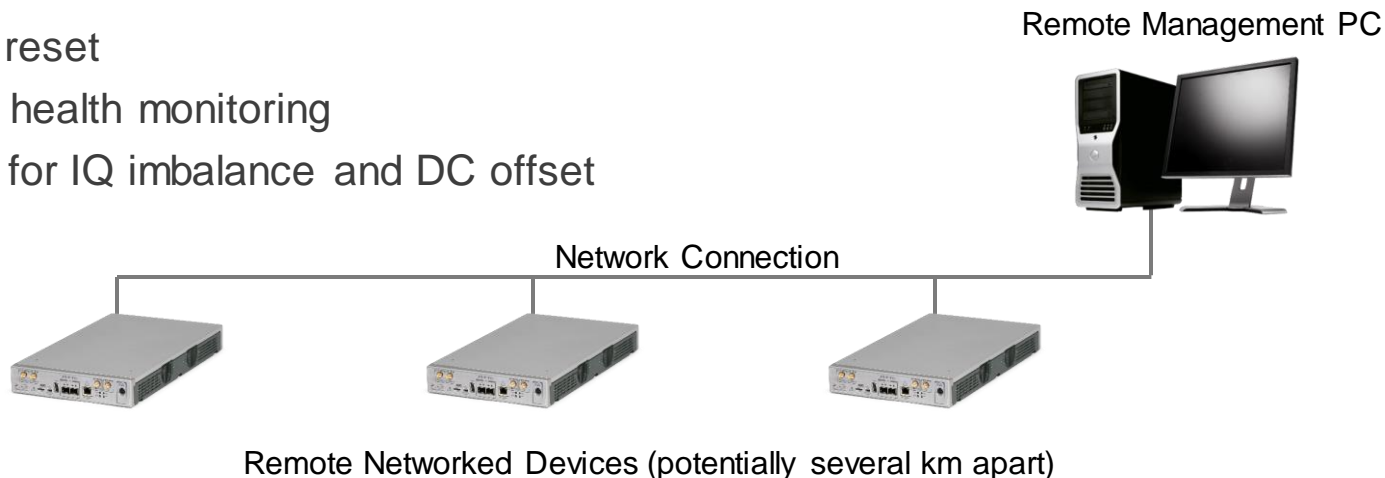 Remote Management PC
reset
health monitoring
for IQ imbalance and DC offset
Network Connection
Remote Networked Devices (potentially several km apart)